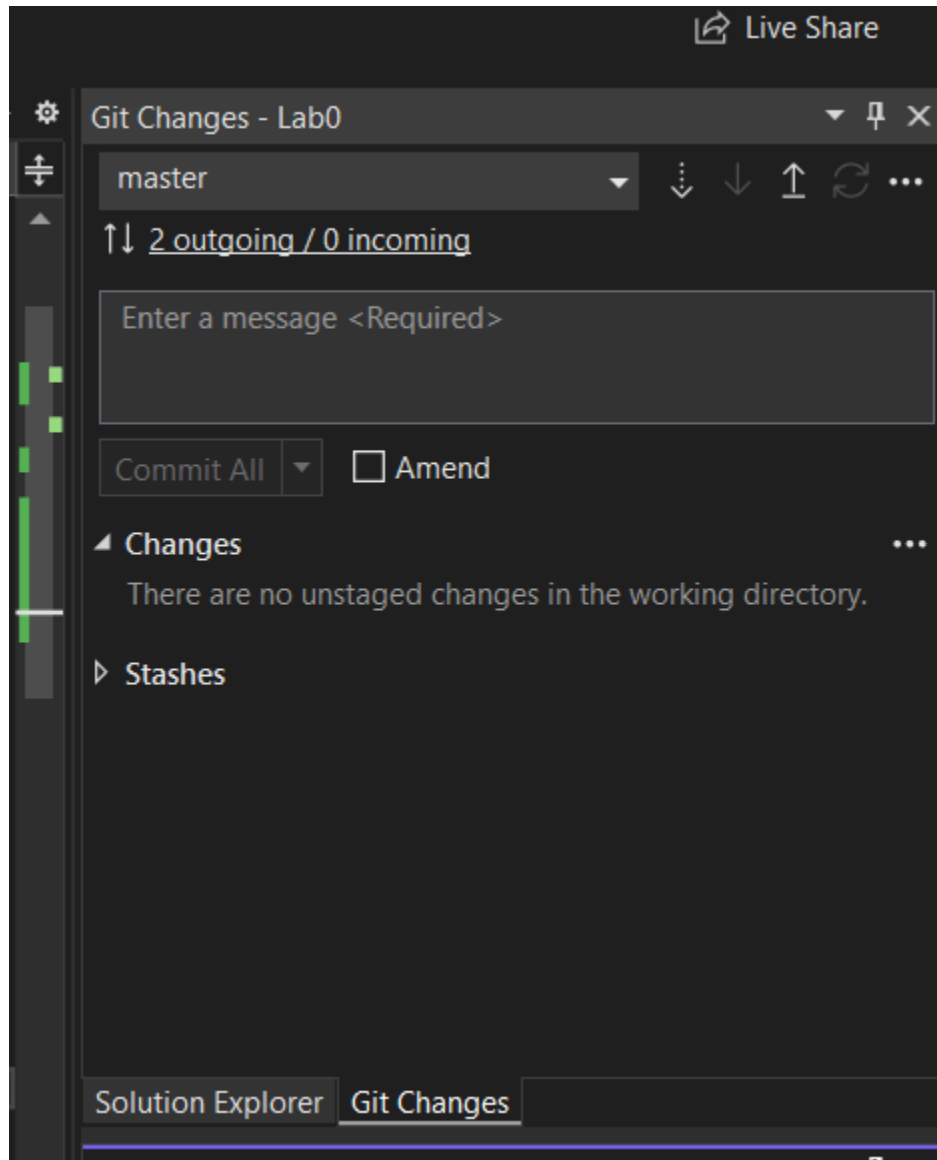 Live Share
Git Changes - Lab0
master
2 outgoing / 0 incoming
Enter a message <Required>
Commit All
Amend
Changes
There are no unstaged changes in the working directory.
Stashes
Solution Explorer
Git Changes